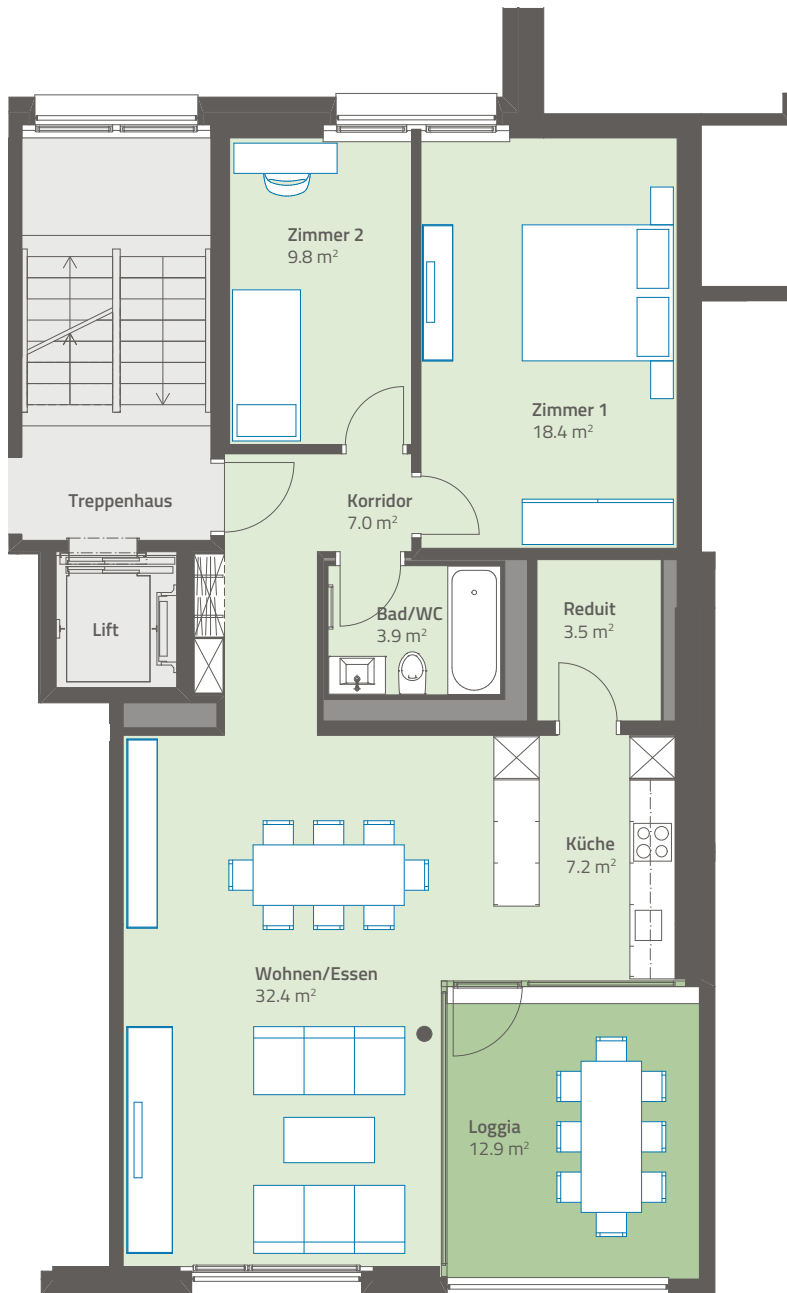 Zimmer 2
9.8 m²
Zimmer 1
18.4 m²
Treppenhaus
Korridor
7.0 m²
Lift
Bad/WC
3.9 m²
Reduit
3.5 m²
Küche
7.2 m²
Wohnen/Essen
32.4 m²
Loggia
12.9 m²